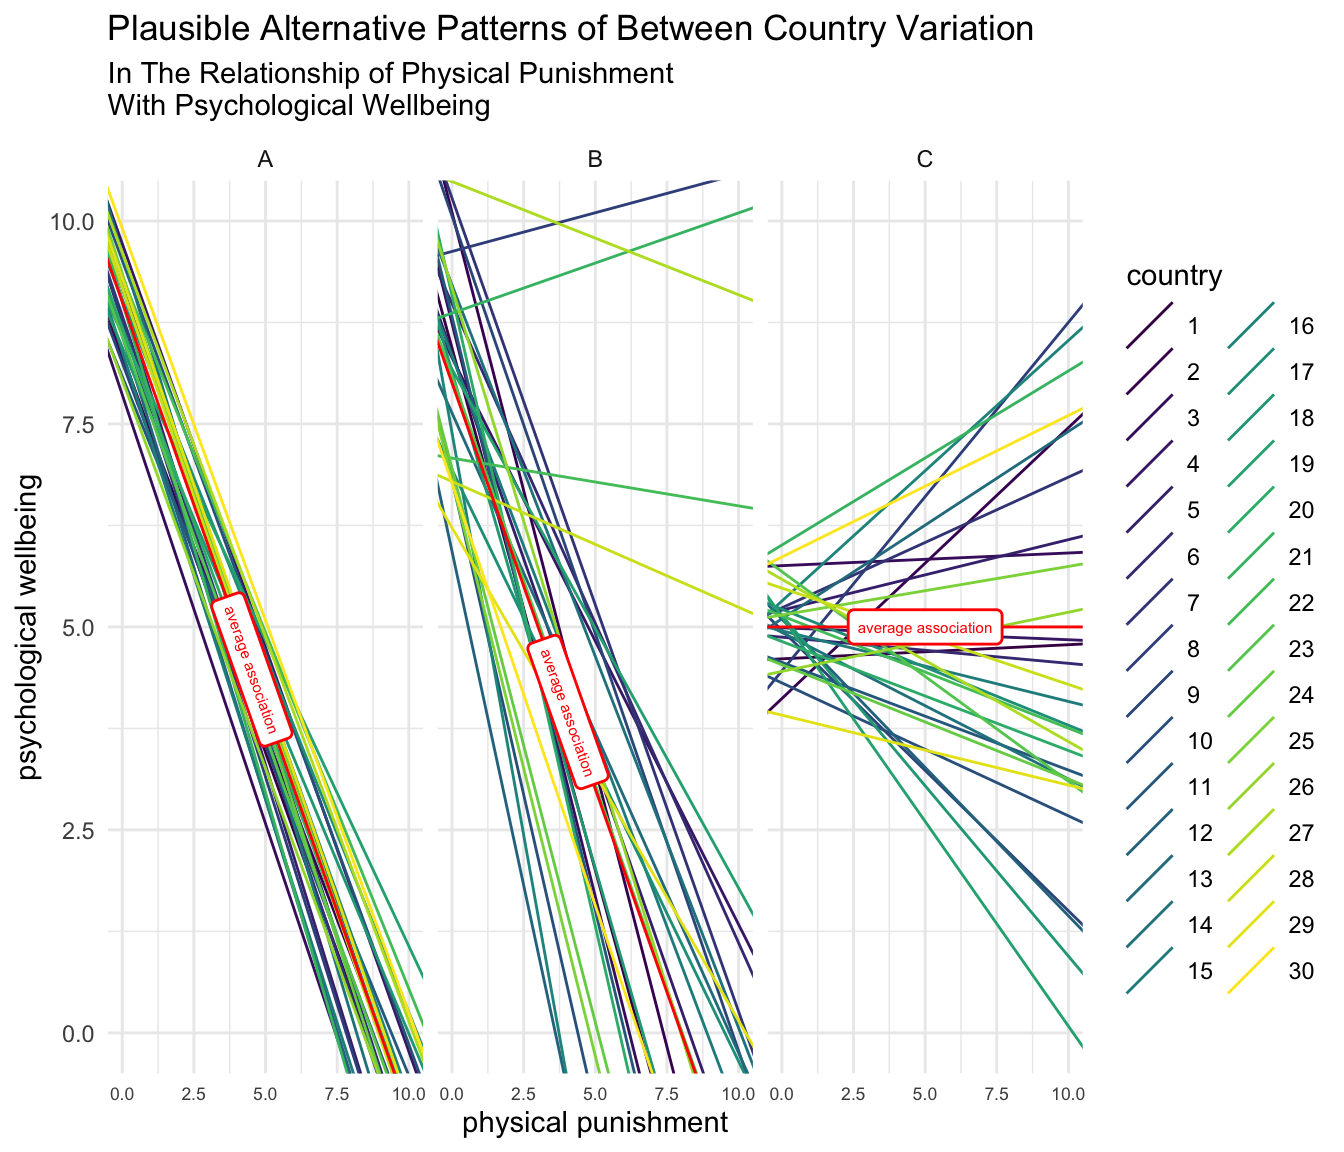 Plausible Alternative Patterns of Between Country Variation
In The Relationship of Physical Punishment
With Psychological Wellbeing
A B C
10.0
7.5
5.0
2.5
0.0
psychological wellbeing
average association
average association
average association
0.0 2.5 5.0 7.5 10.0 0.0 2.5 5.0 7.5 10.0 0.0 2.5 5.0 7.5 10.0
physical punishment
country
1 16
2 17
3 18
4 19
5 20
6 21
7 22
8 23
9 24
10 25
11 26
12 27
13 28
14 29
15 30